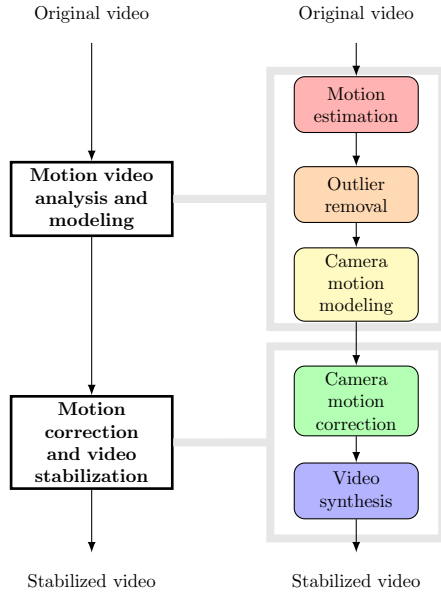 Original video
Motion video
analysis and
modeling
Motion
correction
and video
stabilization
Stabilized video
Original video
Motion
estimation
Outlier
removal
Camera
motion
modeling
Camera
motion
correction
Video
synthesis
Stabilized video